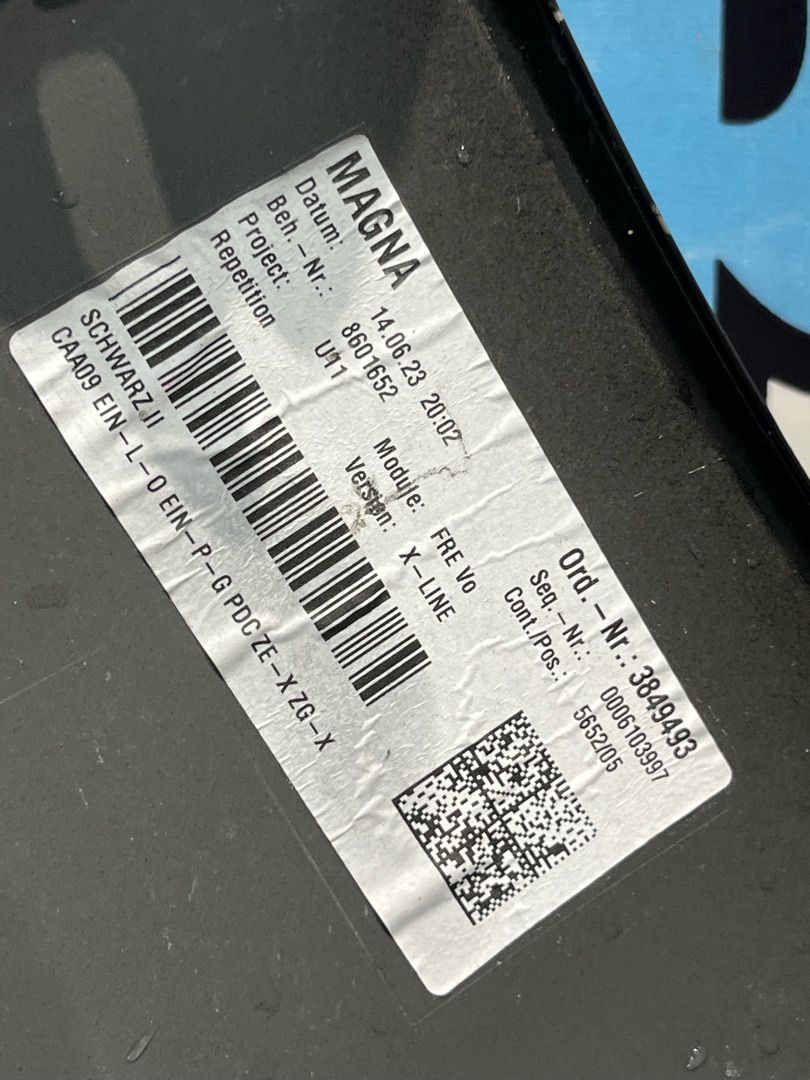 MAGNA
Ord.-Nr.: 3849493
Datum: 14.06.23 20:02 Module: FRE Vo Seq.-Nr.: 0006103997
Beh.-Nr.: 8601652 Version: X-LINE Cont./Pos.: 5652/05
Project: U11
Repetition
SCHWARZ II
CAA09 EIN-L-0 EIN-P-G PDC ZE-X ZG-X